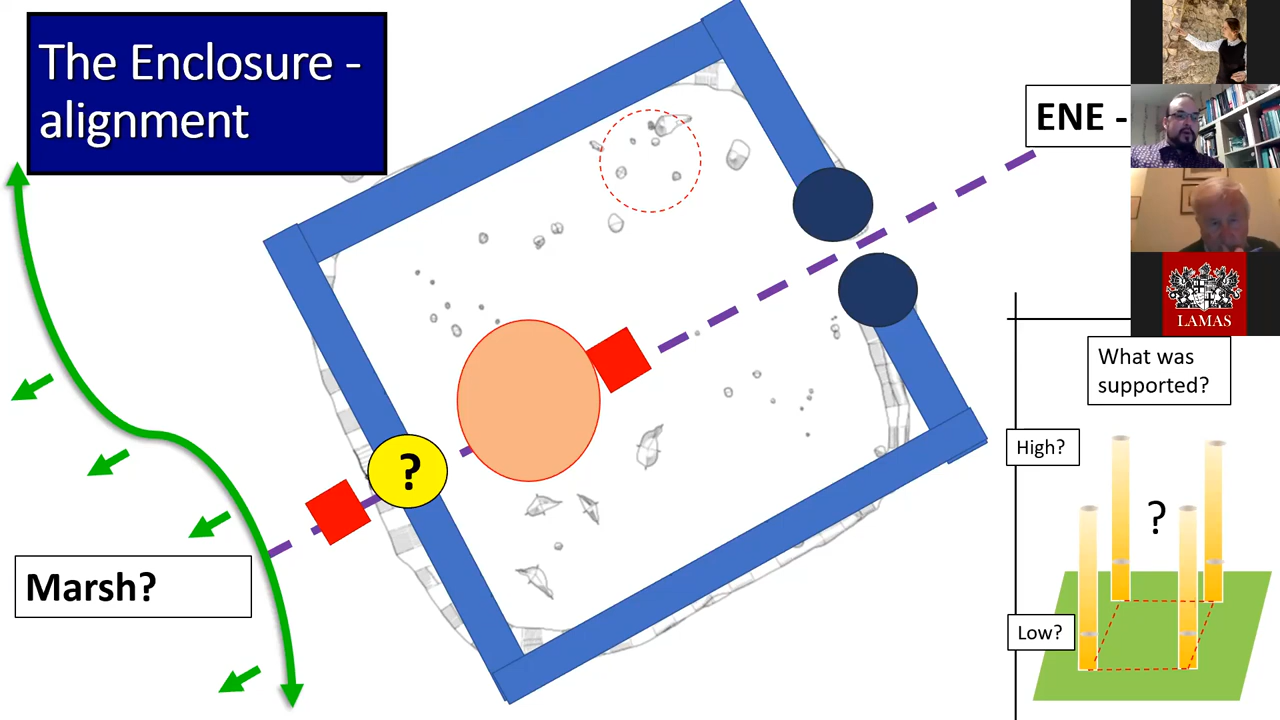 The Enclosure -
alignment
ENE -
LAMAS
What was
supported?
High?
?
?
Marsh?
Low?